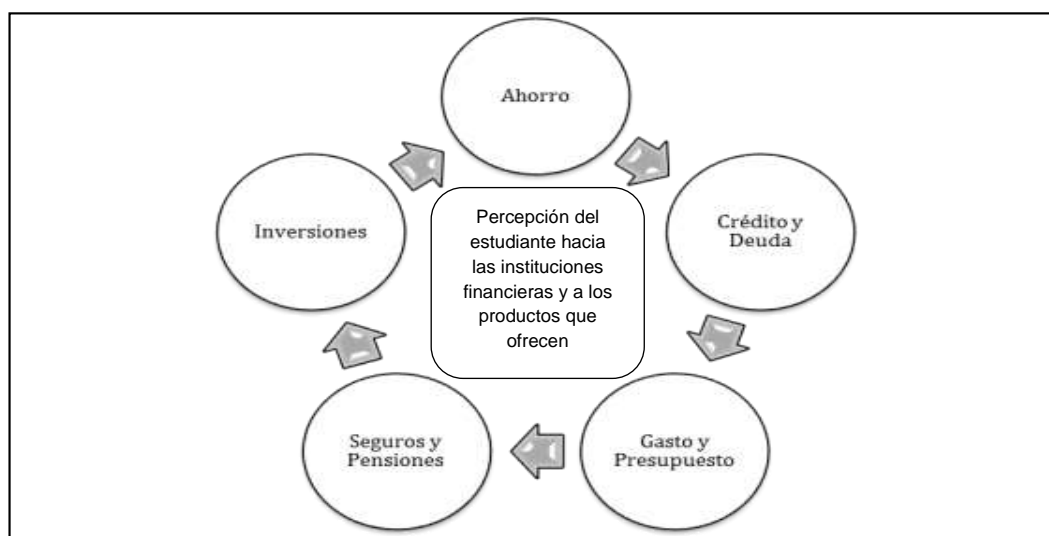 Ahorro
Crédito y
Deuda
Gasto y
Presupuesto
Seguros y
Pensiones
Inversiones
Percepción del
estudiante hacia
las instituciones
financieras y a los
productos que
ofrecen